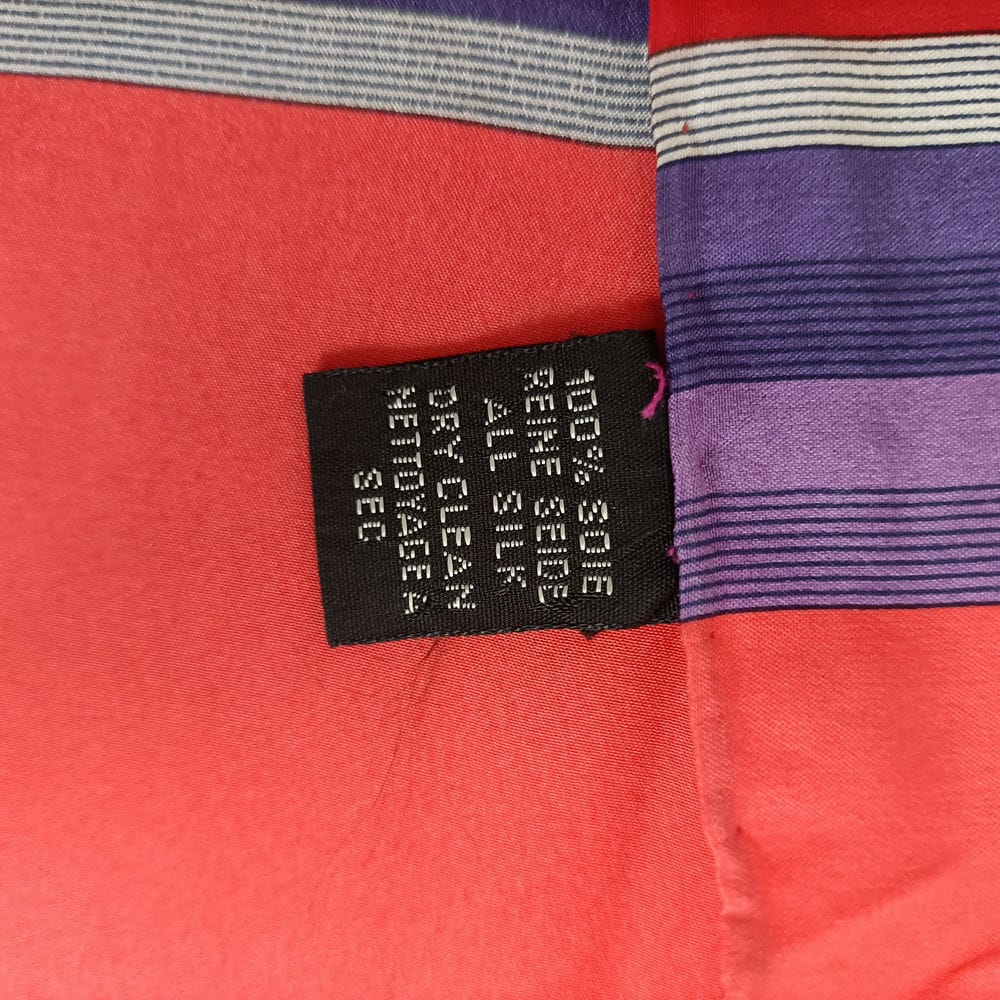 100% SOIE
REINE SEIDE
ALL SILK
DRY CLEAN
NETTOYAGE A
SEC